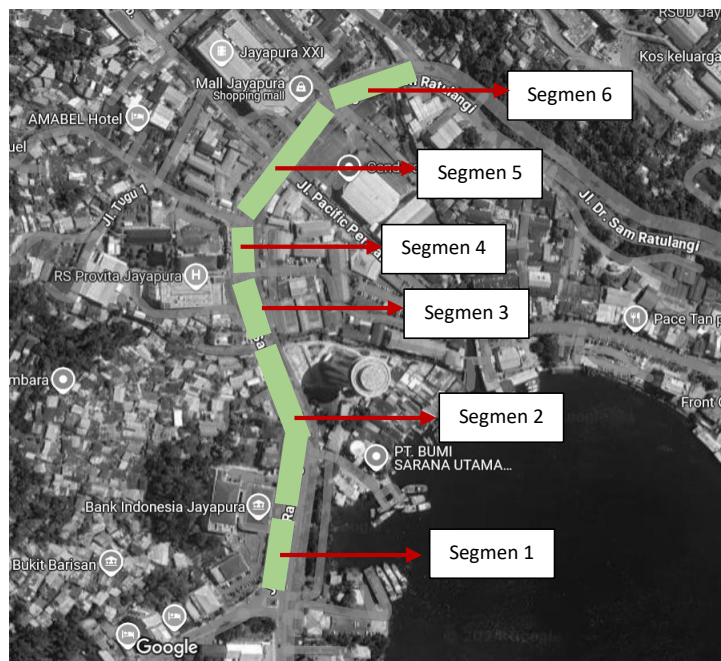 RSUD Jay
Jayapura XXI
Kos keluarga
Mall Jayapura
Shopping mall
Sam Ratulangi
Segmen 6
AMABEL Hotel
uel
Segmen 5
Jl. Tugu 1
Jl. Pacific Per
Jl. Dr. Sam Ratulangi
Segmen 4
RS Provita Jayapura
H
Segmen 3
Pace Tan p
mbara
Front
Segmen 2
PT. BUMI
SARANA UTAMA...
Bank Indonesia Jayapura
Segmen 1
Bukit Barisan
Google